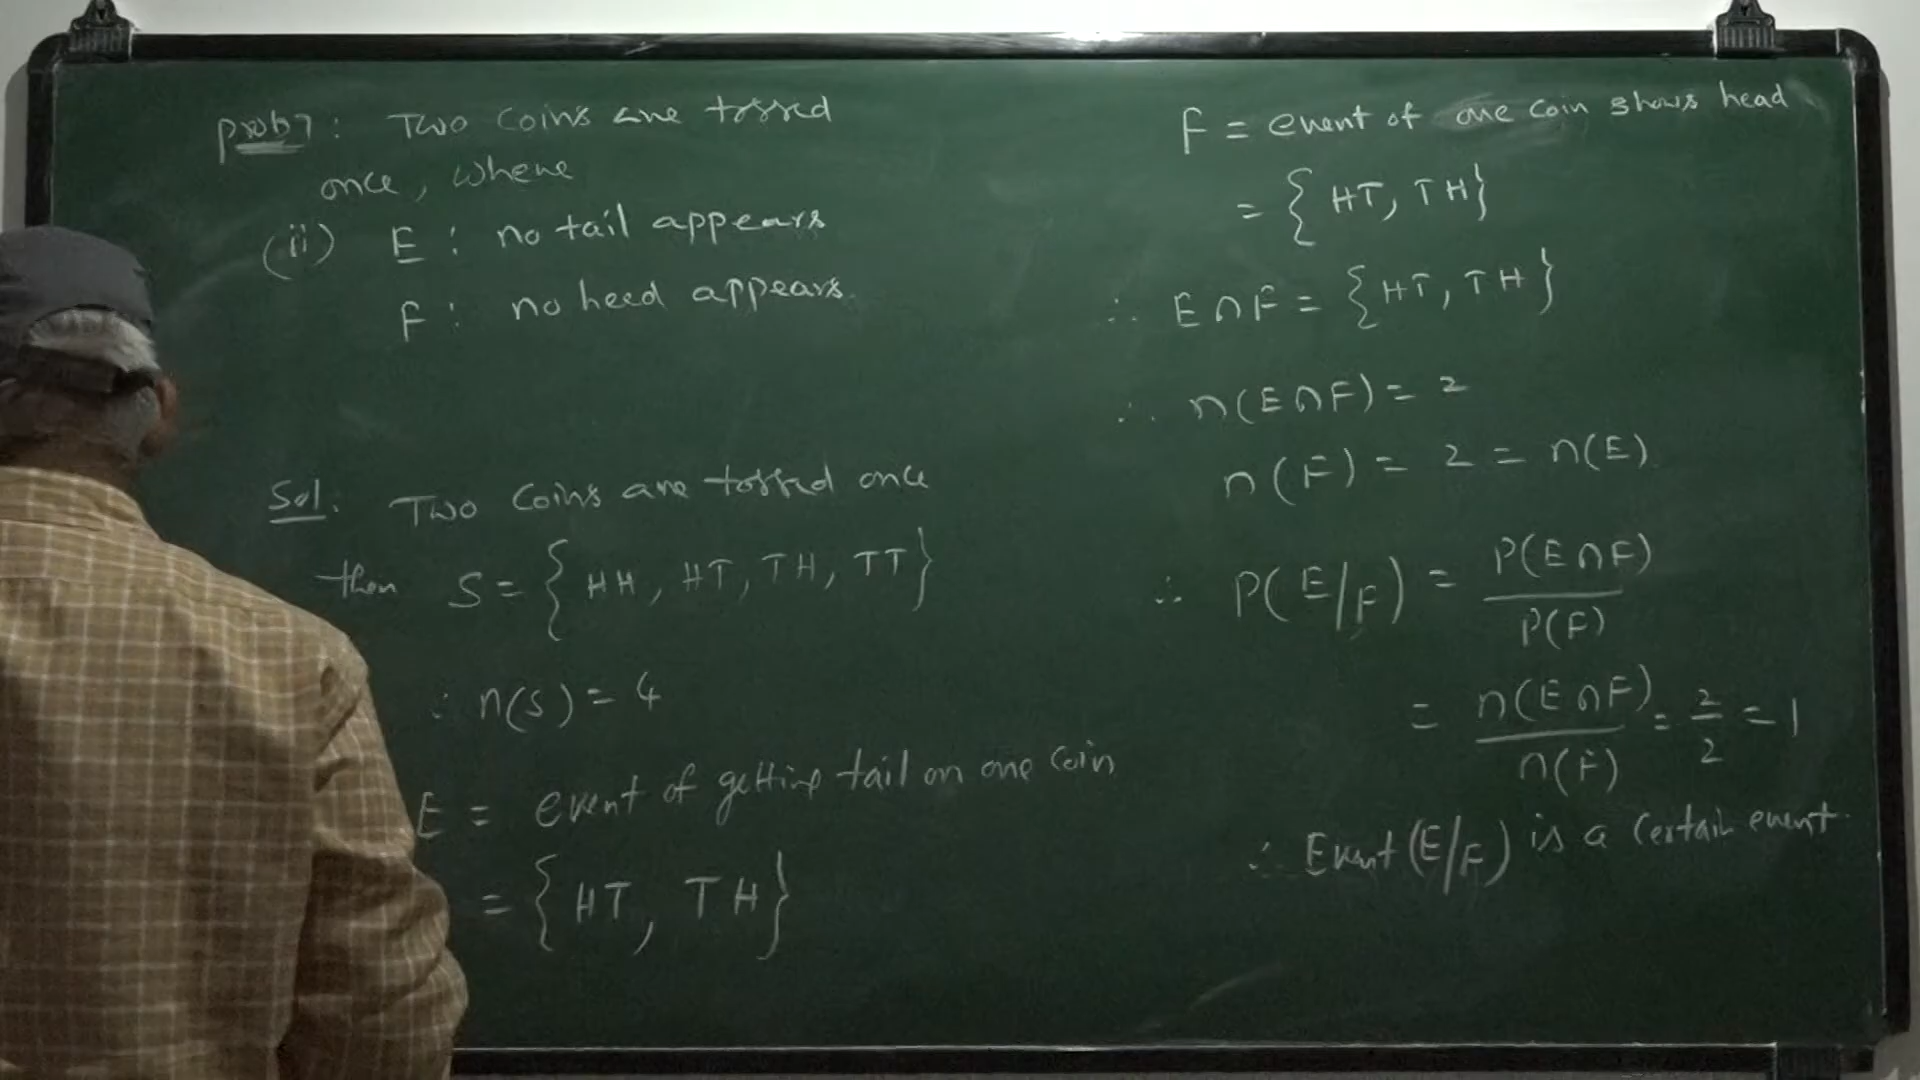 prob7: Two coins are tossed
once, where
(ii) E : no tail appears
F : no head appears.
Sol: Two coins are tossed once
then S = { HH, HT, TH, TT }
∴ n(S) = 4
E = event of getting tail on one coin
= { HT, TH }
F = event of one coin shows head
= { HT, TH }
∴ E ∩ F = { HT, TH }
∴ n(E ∩ F) = 2
n(F) = 2 = n(E)
∴ P(E/F) = P(E ∩ F) / P(F)
= n(E ∩ F) / n(F) = 2/2 = 1
∴ Event (E/F) is a certain event.